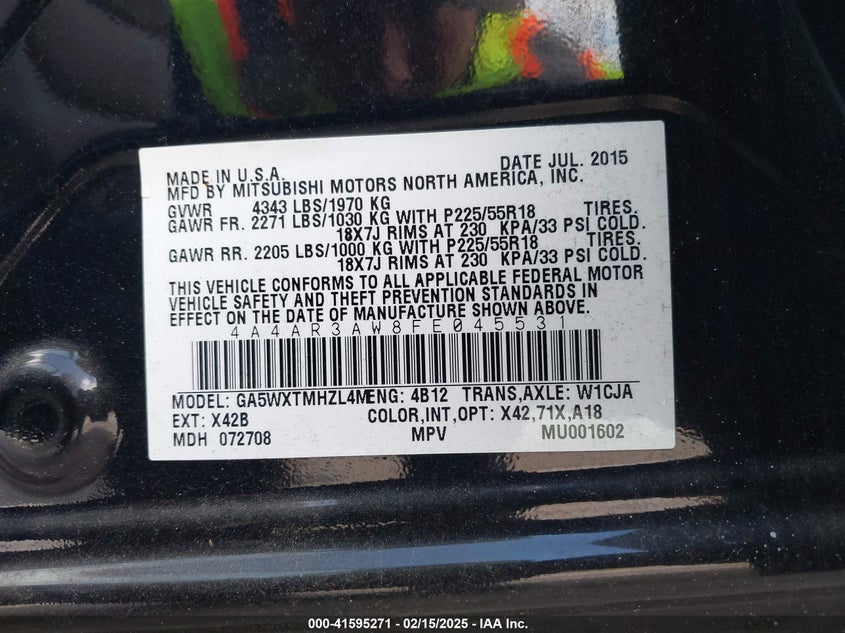 MADE IN U.S.A. DATE JUL. 2015
MFD BY MITSUBISHI MOTORS NORTH AMERICA, INC.
GVWR 4343 LBS/1970 KG
GAWR FR. 2271 LBS/1030 KG WITH P225/55R18 TIRES,
18X7J RIMS AT 230 KPA/33 PSI COLD.
GAWR RR. 2205 LBS/1000 KG WITH P225/55R18 TIRES,
18X7J RIMS AT 230 KPA/33 PSI COLD.
THIS VEHICLE CONFORMS TO ALL APPLICABLE FEDERAL MOTOR
VEHICLE SAFETY AND THEFT PREVENTION STANDARDS IN
EFFECT ON THE DATE OF MANUFACTURE SHOWN ABOVE.
4A4AR3AW8FE045531
MODEL: GA5WXTMHZL4MENG: 4B12 TRANS,AXLE: W1CJA
EXT: X42B COLOR,INT,OPT: X42,71X,A18
MDH 072708 MPV MU001602
000-41595271 - 02/15/2025 - IAA Inc.